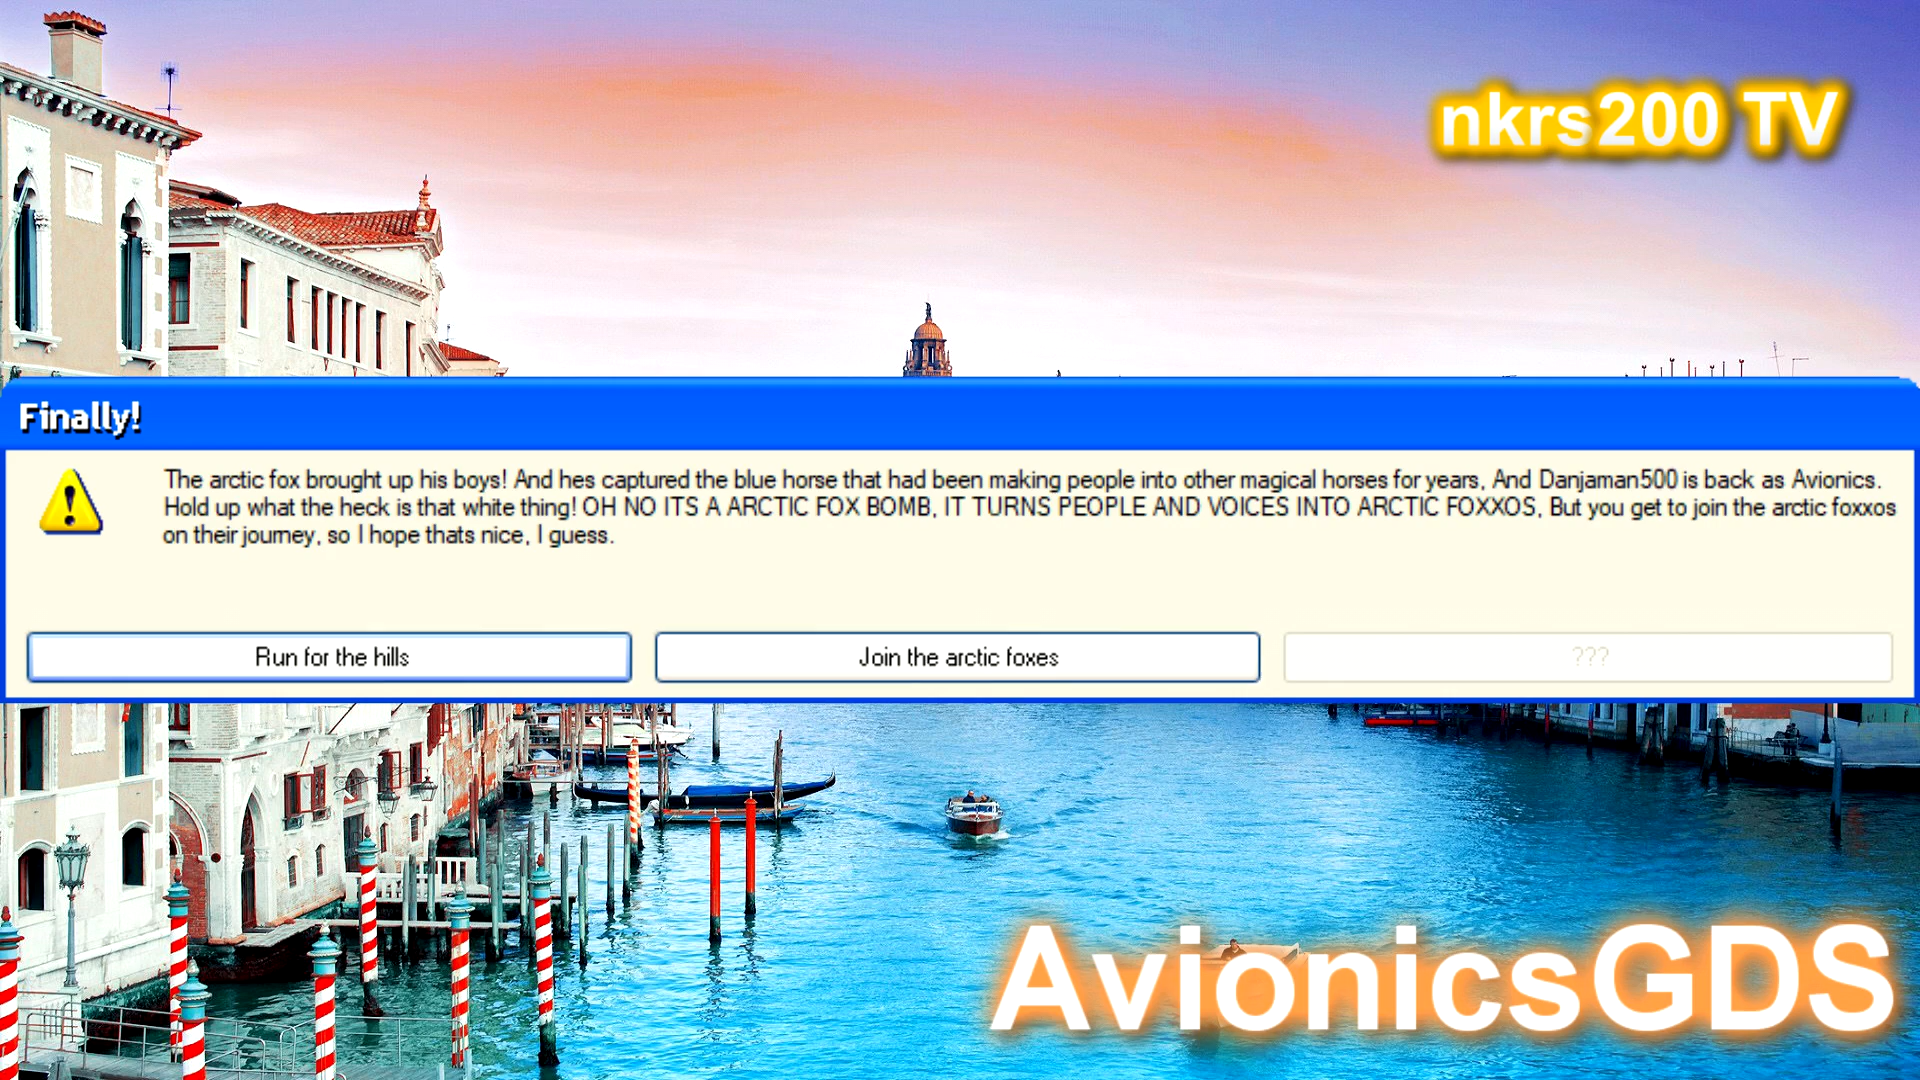 nkrs200 TV
Finally!
The arctic fox brought up his boys! And hes captured the blue horse that had been making people into other magical horses for years, And Danjaman500 is back as Avionics.
Hold up what the heck is that white thing! OH NO ITS A ARCTIC FOX BOMB, IT TURNS PEOPLE AND VOICES INTO ARCTIC FOXXOS, But you get to join the arctic foxxos
on their journey, so I hope thats nice, I guess.
Run for the hills
Join the arctic foxes
???
AvionicsGDS